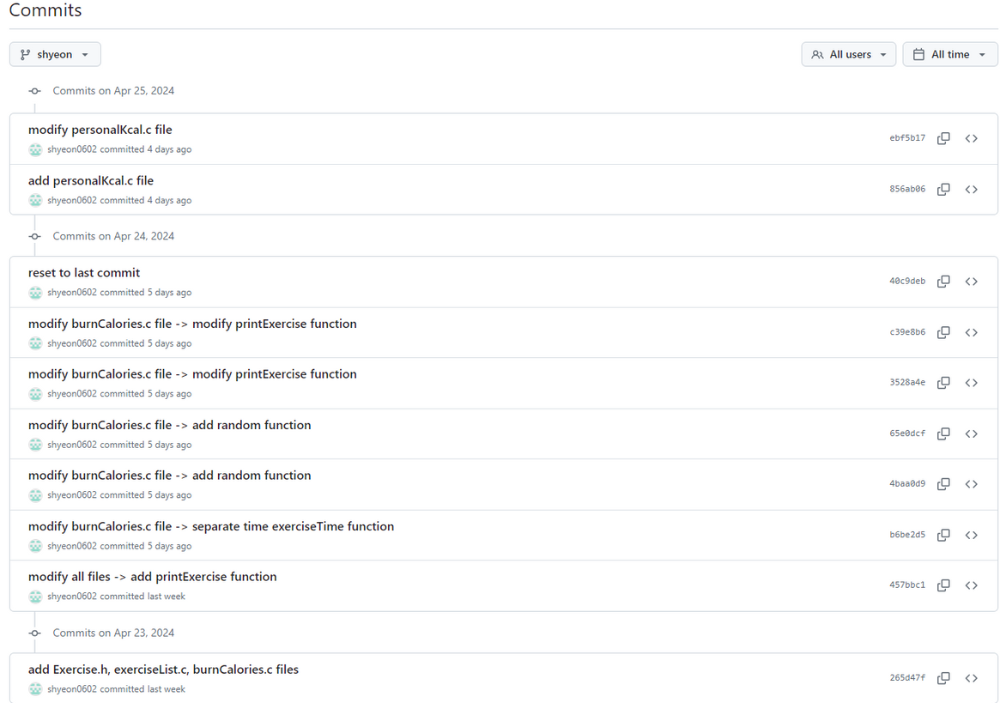 Commits
shyeon
All users
All time
Commits on Apr 25, 2024
modify personalKcal.c file
ebf5b17
shyeon0602 committed 4 days ago
add personalKcal.c file
856ab06
shyeon0602 committed 4 days ago
Commits on Apr 24, 2024
reset to last commit
40c9deb
shyeon0602 committed 5 days ago
modify burnCalories.c file -> modify printExercise function
c39e8b6
shyeon0602 committed 5 days ago
modify burnCalories.c file -> modify printExercise function
3528a4e
shyeon0602 committed 5 days ago
modify burnCalories.c file -> add random function
65e0dcf
shyeon0602 committed 5 days ago
modify burnCalories.c file -> add random function
4baa0d9
shyeon0602 committed 5 days ago
modify burnCalories.c file -> separate time exerciseTime function
b6be2d5
shyeon0602 committed 5 days ago
modify all files -> add printExercise function
457bbc1
shyeon0602 committed last week
Commits on Apr 23, 2024
add Exercise.h, exerciseList.c, burnCalories.c files
265d47f
shyeon0602 committed last week